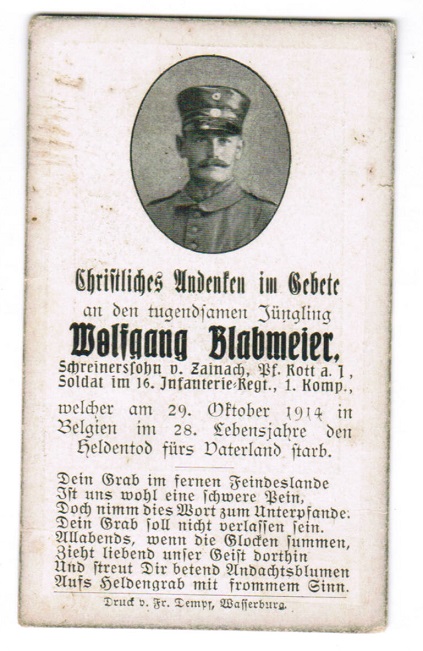 Christliches Andenken im Gebete
an den tugendsamen Jüngling
Wolfgang Blabmeier,
Schreinerssohn v. Zainach, Pf. Rott a. I,
Soldat im 16. Infanterie-Regt., 1. Komp.,
welcher am 29. Oktober 1914 in
Belgien im 28. Lebensjahre den
Heldentod fürs Vaterland starb.
Dein Grab im fernen Feindeslande
Ist uns wohl eine schwere Pein,
Doch nimm dies Wort zum Unterpfande:
Dein Grab soll nicht verlassen sein.
Allabends, wenn die Glocken summen,
Zieht liebend unser Geist dorthin
Und streut Dir betend Andachtsblumen
Aufs Heldengrab mit frommem Sinn.
Druck v. Fr. Dempf, Wasserburg.